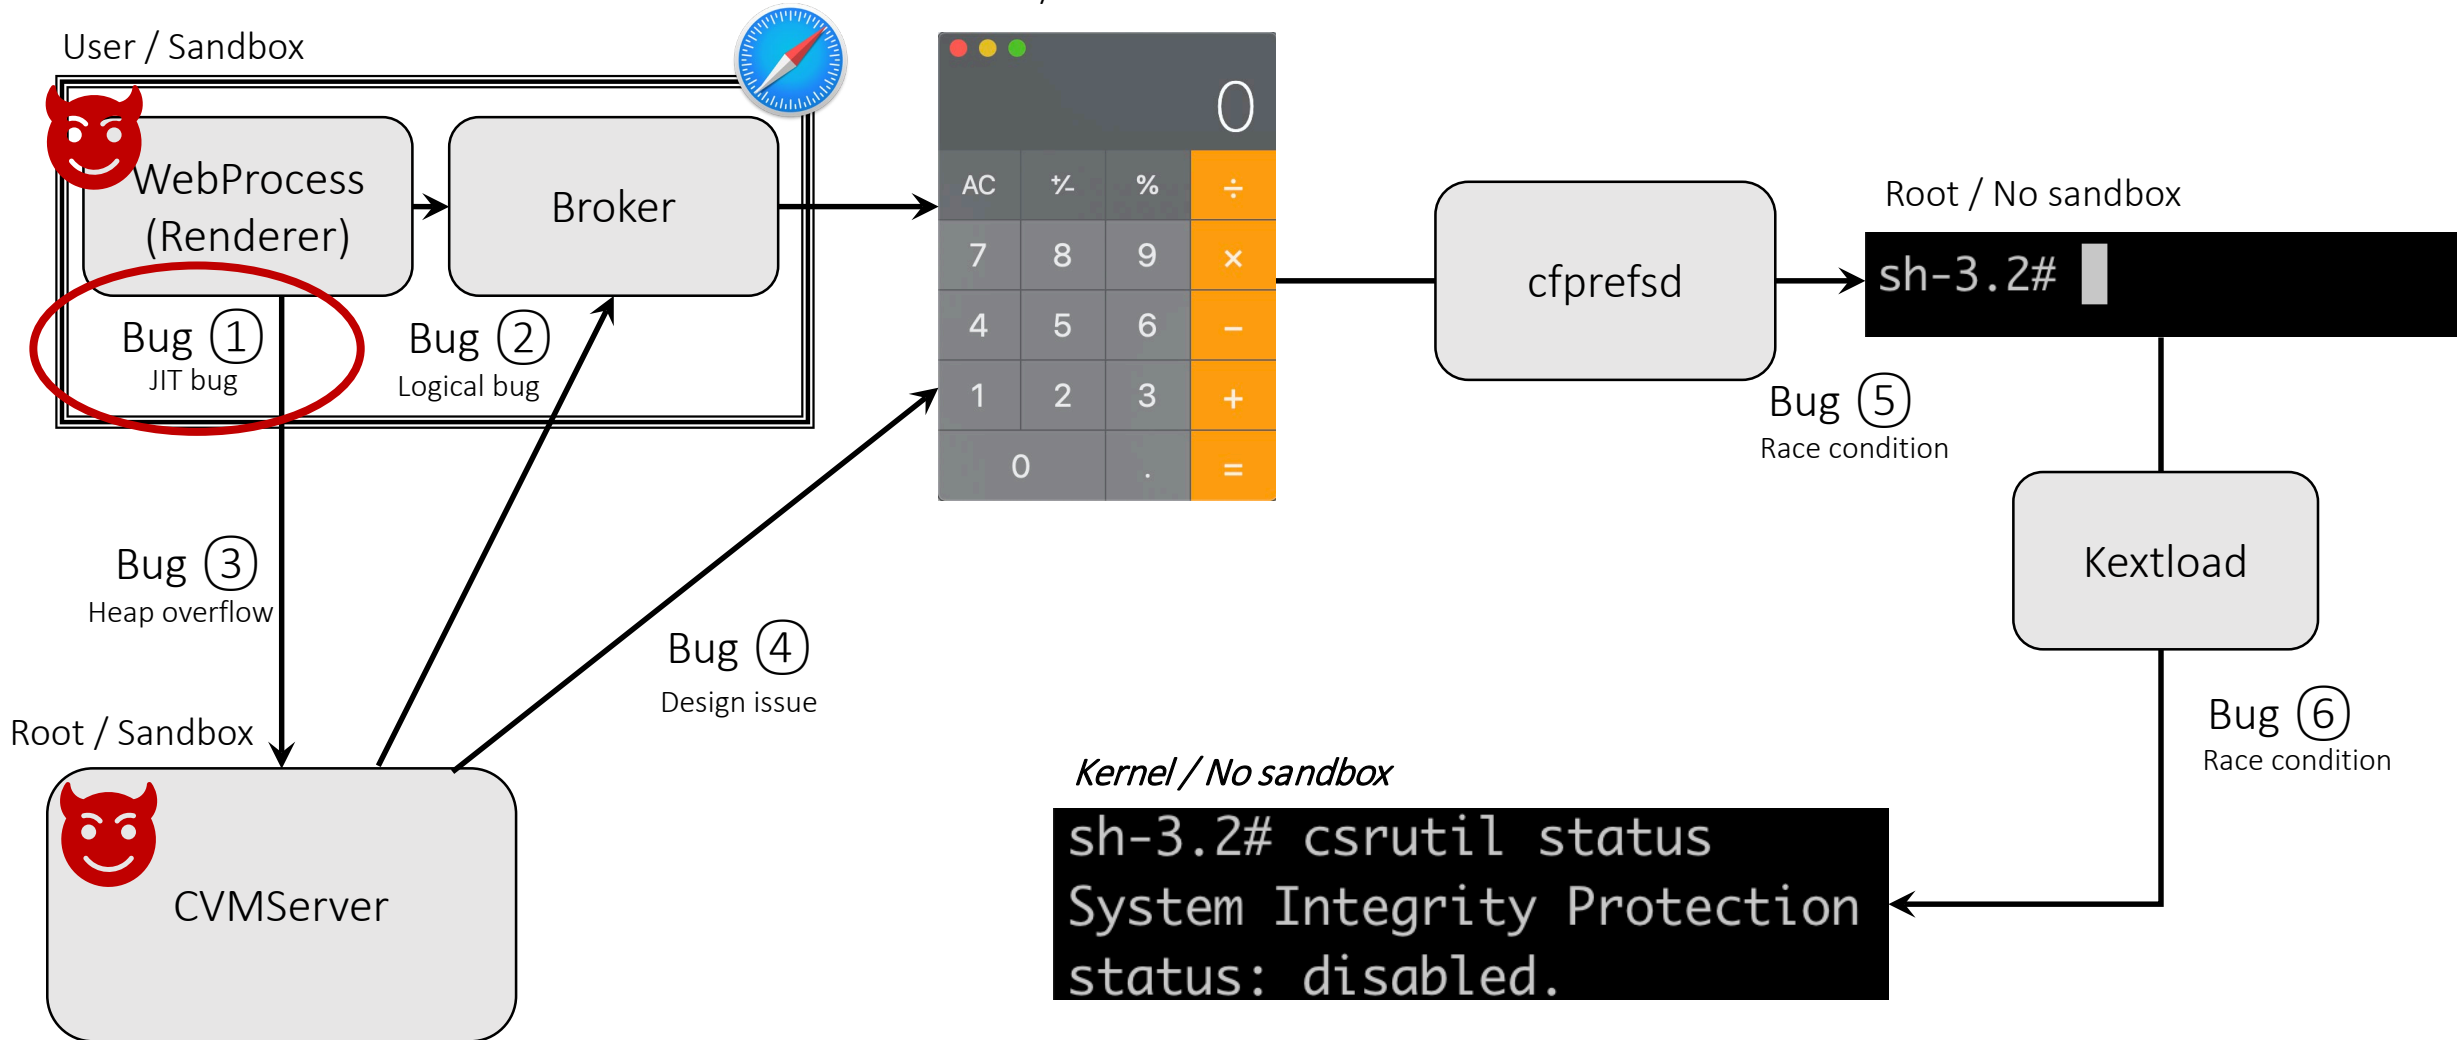 User / Sandbox
WebProcess
(Renderer)
Broker
Bug ①
JIT bug
Bug ②
Logical bug
0
AC
+⁄−
%
÷
7
8
9
×
4
5
6
−
1
2
3
+
0
.
=
cfprefsd
Root / No sandbox
sh-3.2#
Bug ⑤
Race condition
Kextload
Bug ③
Heap overflow
Bug ④
Design issue
Bug ⑥
Race condition
Root / Sandbox
CVMServer
Kernel / No sandbox
sh-3.2# csrutil status
System Integrity Protection
status: disabled.